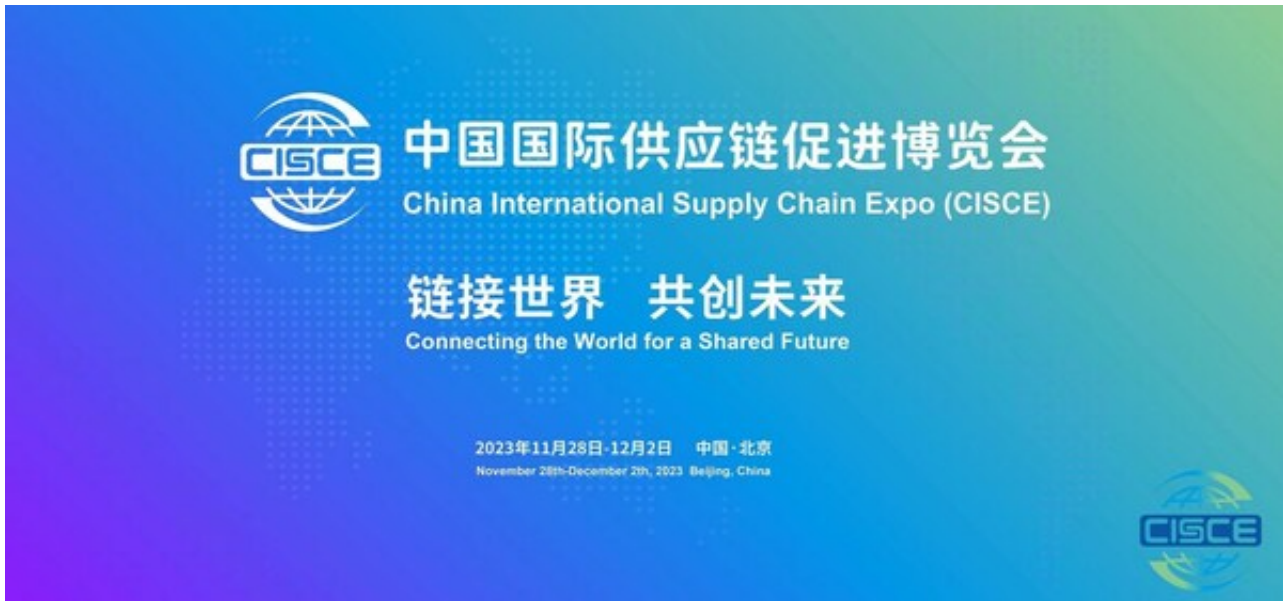 CISCE
中国国际供应链促进博览会
China International Supply Chain Expo (CISCE)
链接世界 共创未来
Connecting the World for a Shared Future
2023年11月28日-12月2日 中国·北京
November 28th-December 2th, 2023 Beijing, China
CISCE